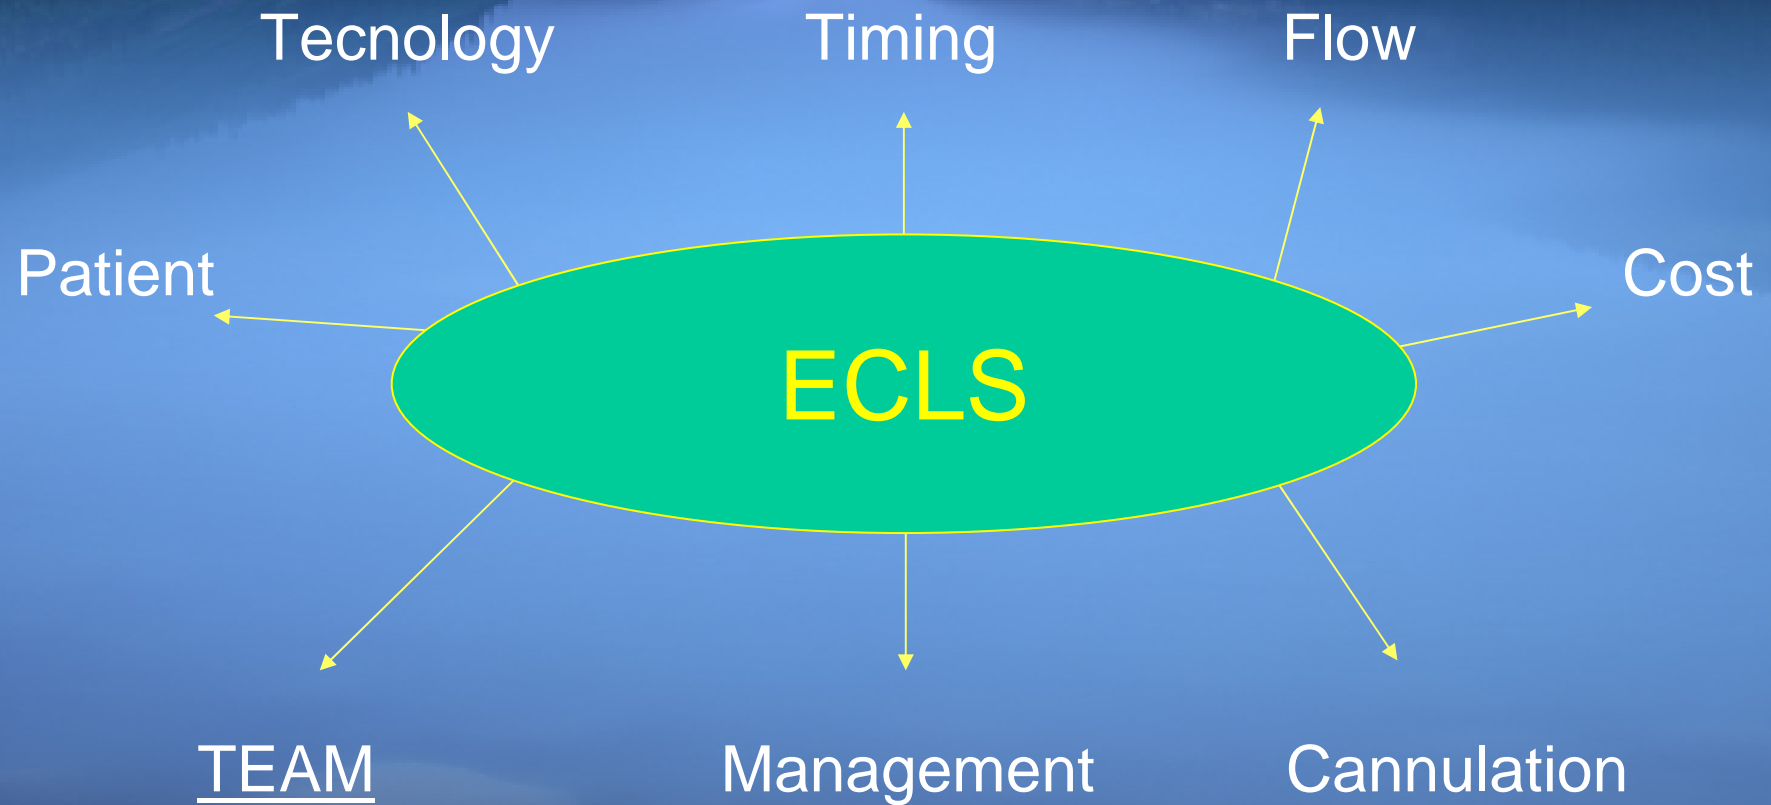 Tecnology
Timing
Flow
Patient
Cost
ECLS
TEAM
Management
Cannulation